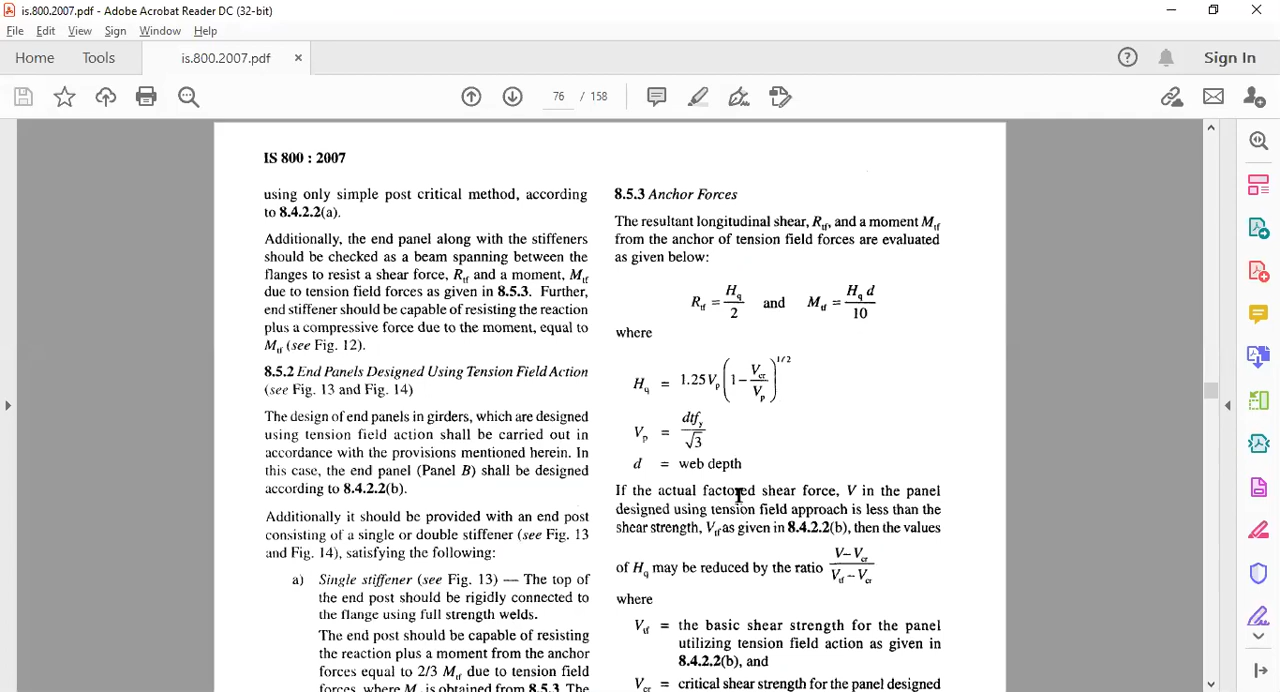 is.800.2007.pdf - Adobe Acrobat Reader DC (32-bit)
File Edit View Sign Window Help
Home Tools is.800.2007.pdf × Sign In
76 / 158
IS 800 : 2007
using only simple post critical method, according
to 8.4.2.2(a).
Additionally, the end panel along with the stiffeners
should be checked as a beam spanning between the
flanges to resist a shear force, R_tf and a moment, M_tf
due to tension field forces as given in 8.5.3. Further,
end stiffener should be capable of resisting the reaction
plus a compressive force due to the moment, equal to
M_tf (see Fig. 12).
8.5.2 End Panels Designed Using Tension Field Action
(see Fig. 13 and Fig. 14)
The design of end panels in girders, which are designed
using tension field action shall be carried out in
accordance with the provisions mentioned herein. In
this case, the end panel (Panel B) shall be designed
according to 8.4.2.2(b).
Additionally it should be provided with an end post
consisting of a single or double stiffener (see Fig. 13
and Fig. 14), satisfying the following:
a) Single stiffener (see Fig. 13) — The top of
the end post should be rigidly connected to
the flange using full strength welds.
The end post should be capable of resisting
the reaction plus a moment from the anchor
forces equal to 2/3 M_tf due to tension field
forces, where M_tf is obtained from 8.5.3. The
8.5.3 Anchor Forces
The resultant longitudinal shear, R_tf, and a moment M_tf
from the anchor of tension field forces are evaluated
as given below:
R_tf = H_q / 2 and M_tf = H_q d / 10
where
H_q = 1.25 V_p (1 − V_cr / V_p)^1/2
V_p = dtf_y / √3
d = web depth
If the actual factored shear force, V in the panel
designed using tension field approach is less than the
shear strength, V_tf as given in 8.4.2.2(b), then the values
of H_q may be reduced by the ratio V − V_cr / V_tf − V_cr
where
V_tf = the basic shear strength for the panel
utilizing tension field action as given in
8.4.2.2(b), and
V_cr = critical shear strength for the panel designed